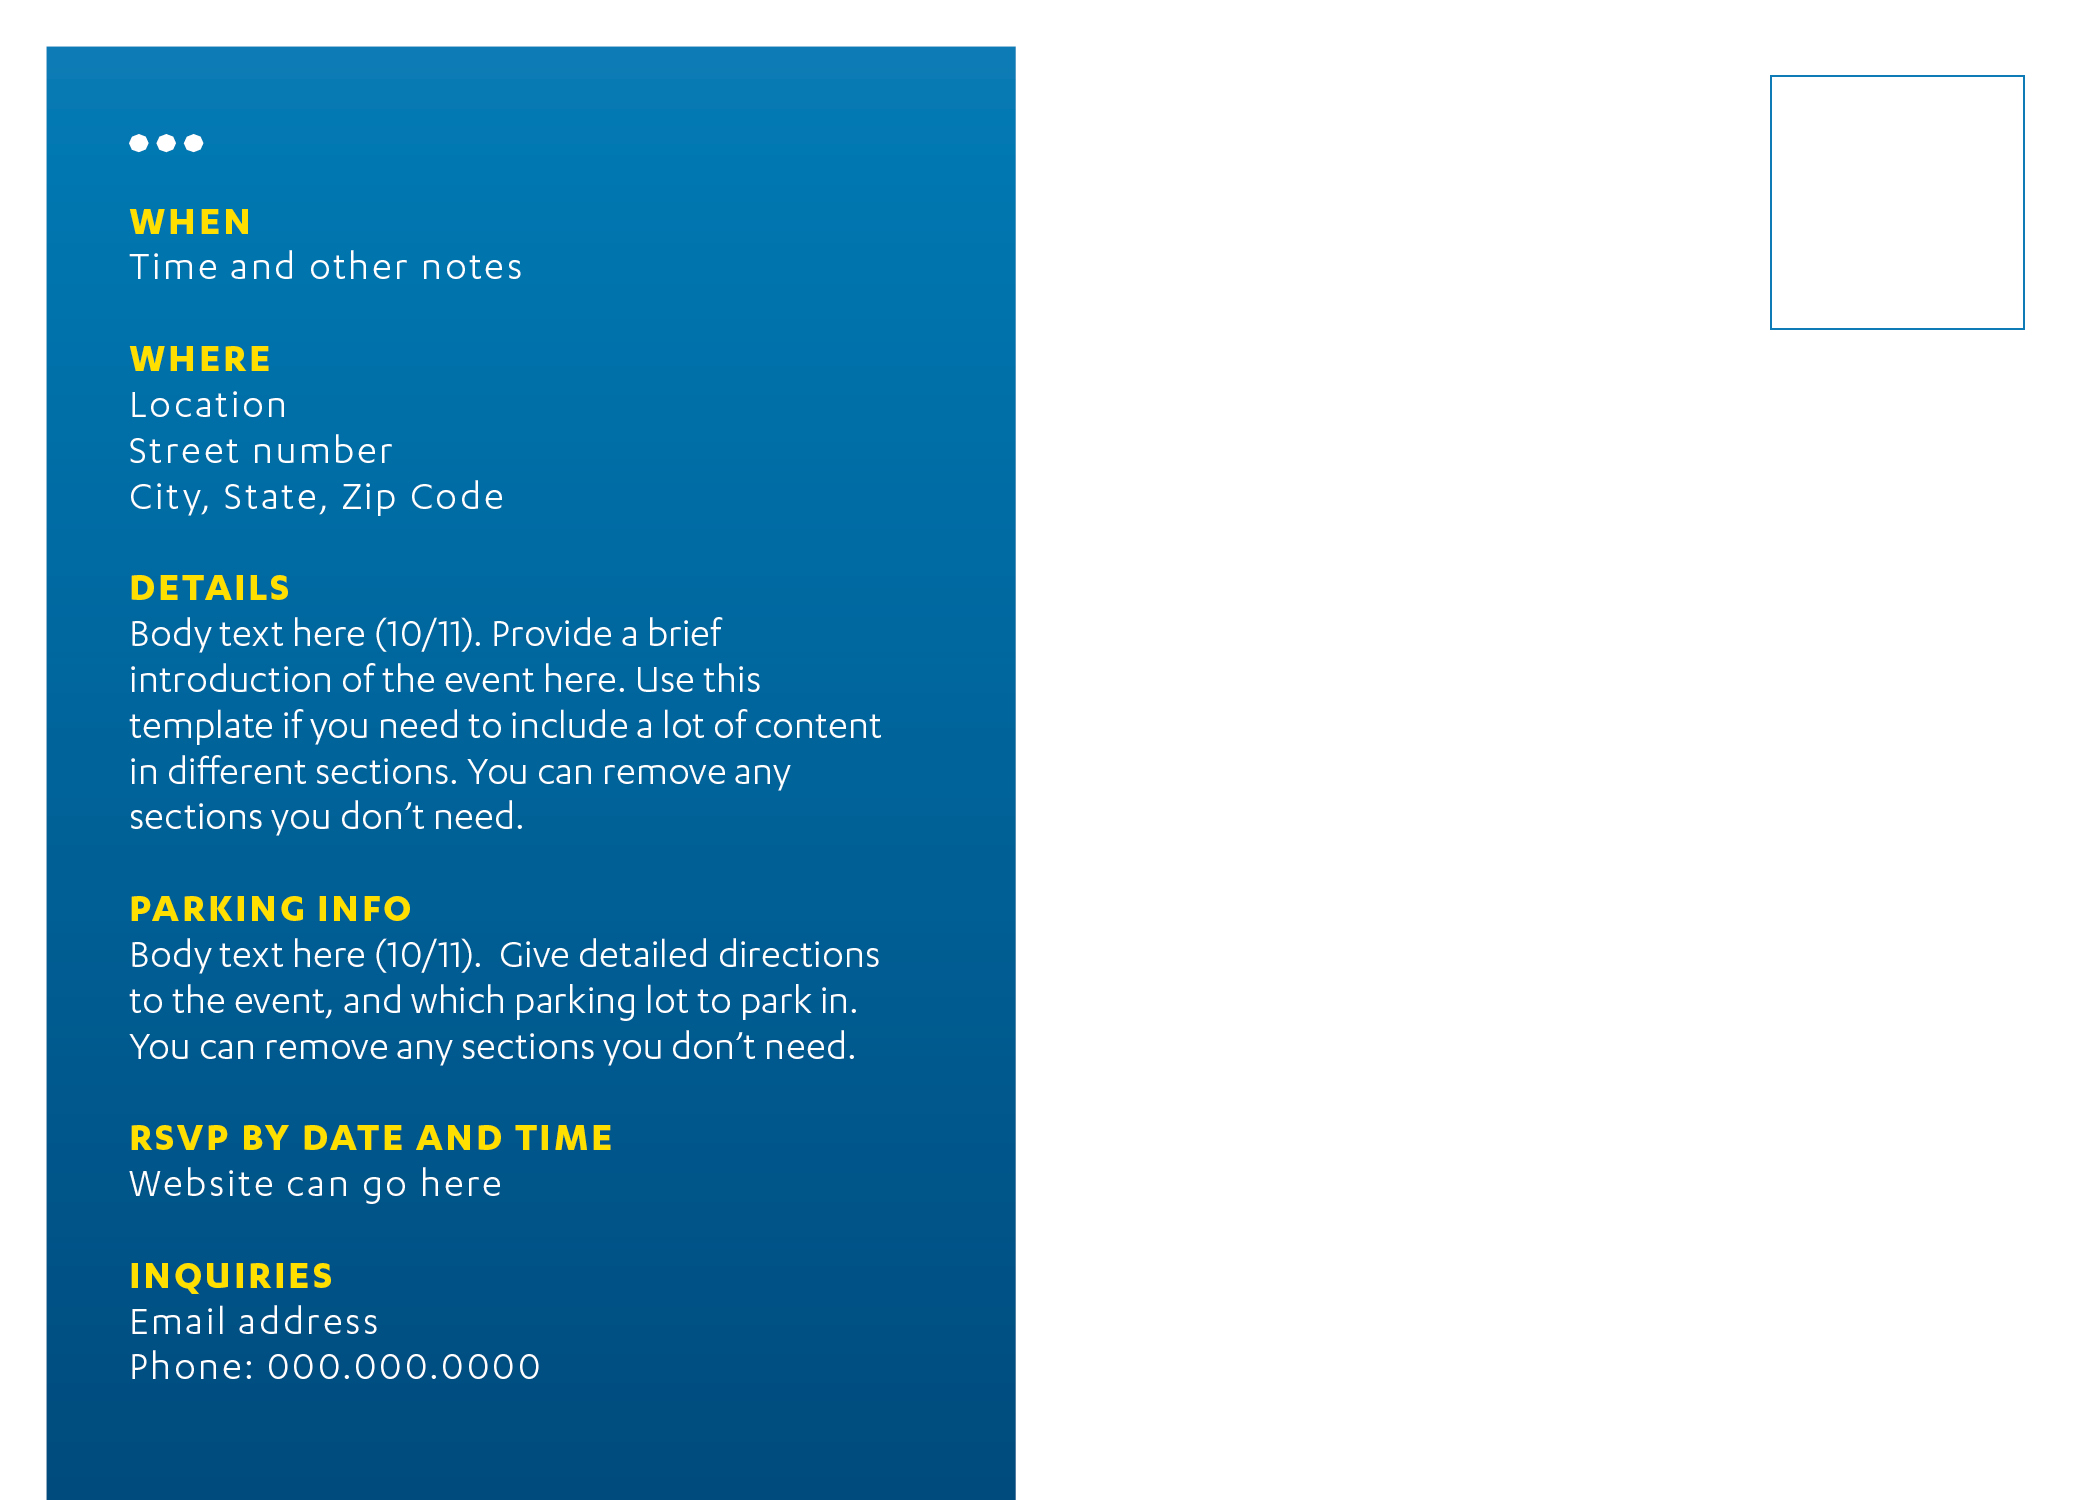 WHEN
Time and other notes
WHERE
Location
Street number
City, State, Zip Code
DETAILS
Body text here (10/11). Provide a brief
introduction of the event here. Use this
template if you need to include a lot of content
in different sections. You can remove any
sections you don’t need.
PARKING INFO
Body text here (10/11).  Give detailed directions
to the event, and which parking lot to park in.
You can remove any sections you don’t need.
RSVP BY DATE AND TIME
Website can go here
INQUIRIES
Email address
Phone: 000.000.0000